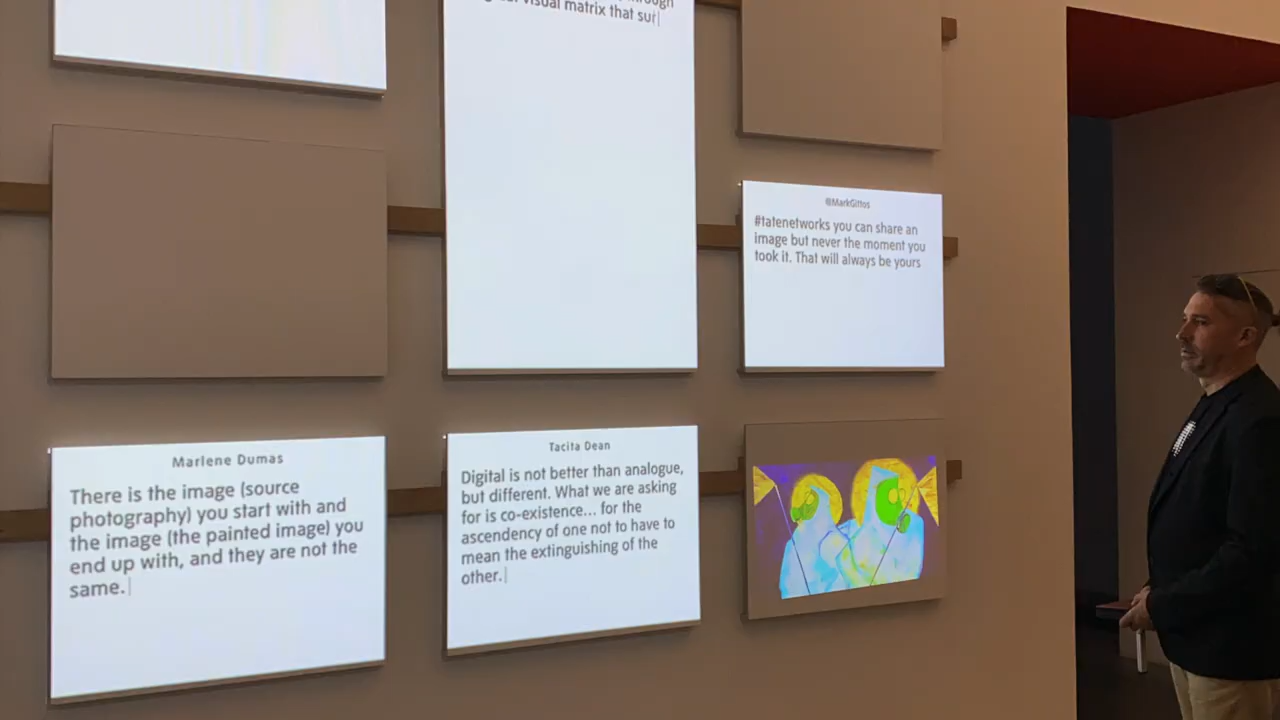 visual matrix that sur
@MarkGittos
#tatenetworks you can share an
image but never the moment you
took it. That will always be yours
Marlene Dumas
There is the image (source
photography) you start with and
the image (the painted image) you
end up with, and they are not the
same.
Tacita Dean
Digital is not better than analogue,
but different. What we are asking
for is co-existence... for the
ascendency of one not to have to
mean the extinguishing of the
other.